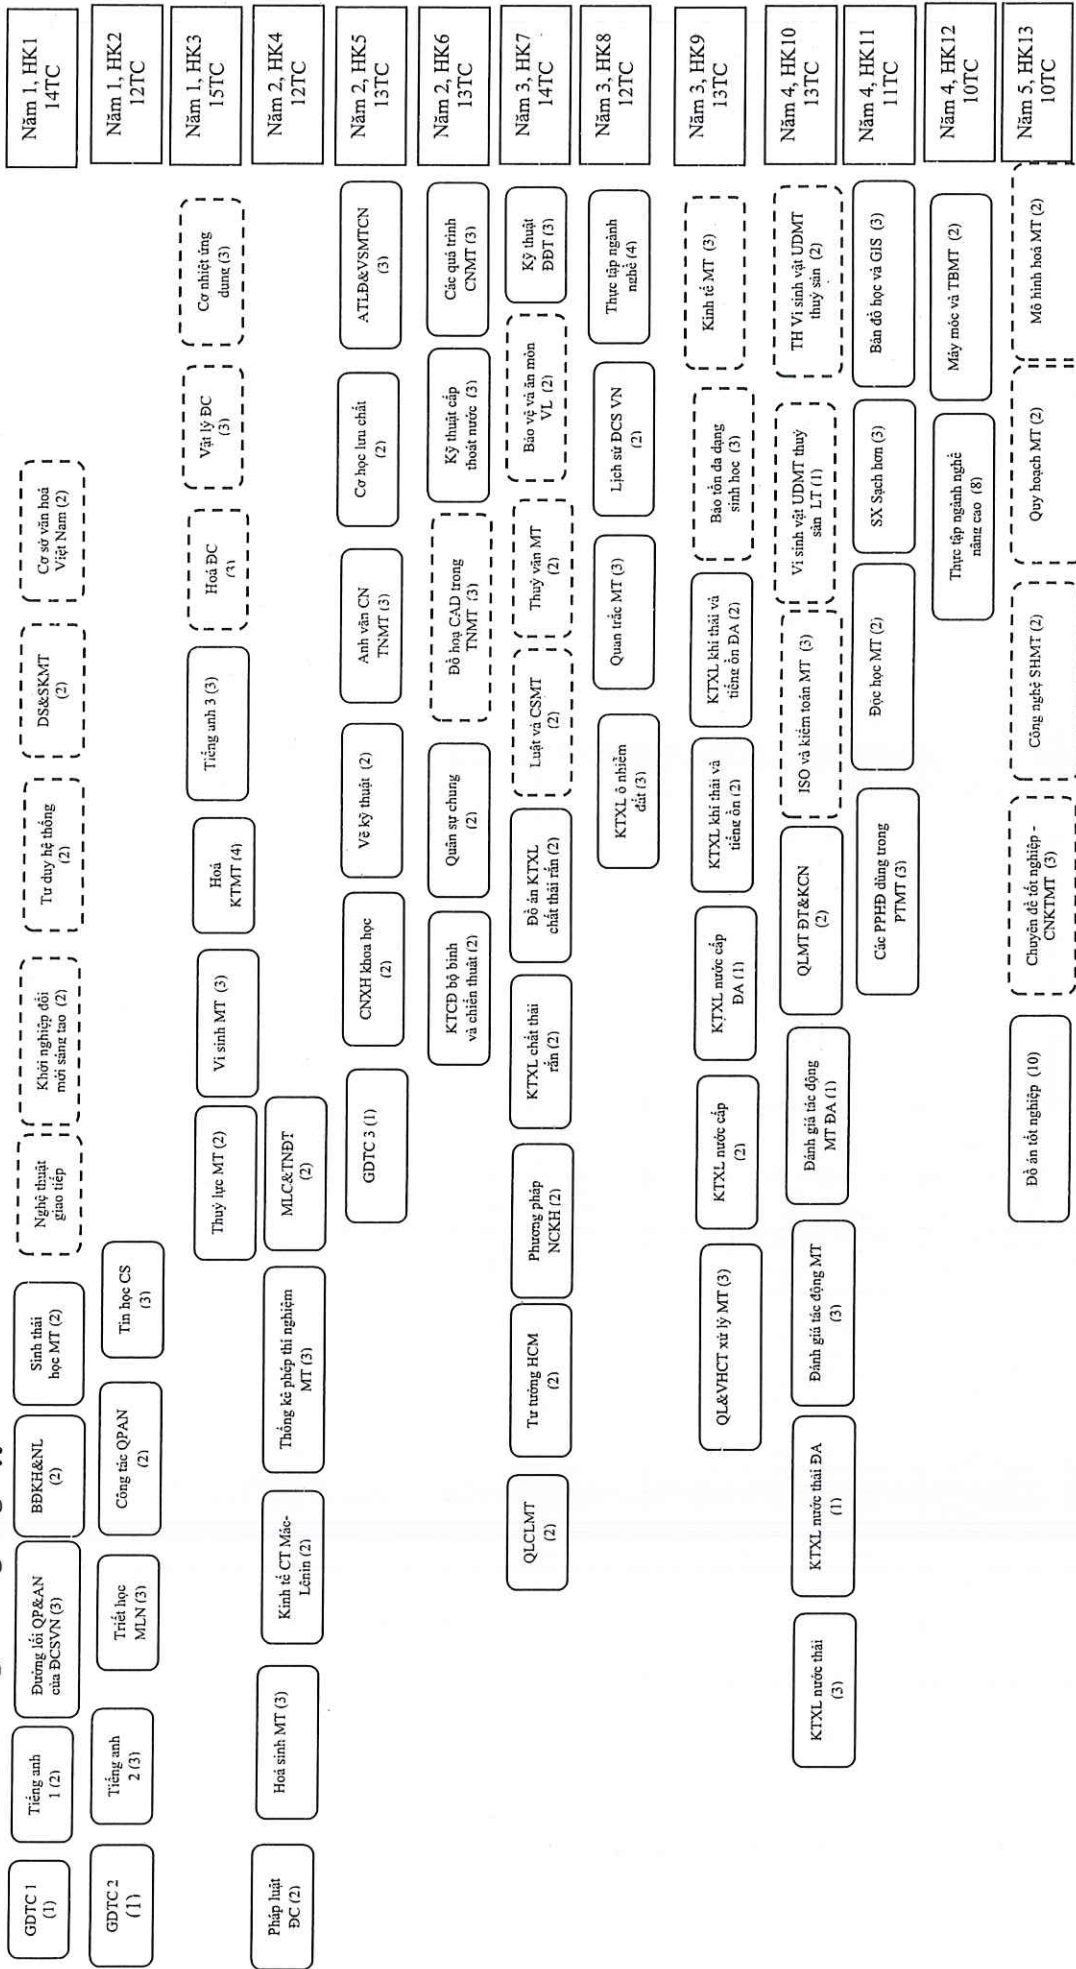 Năm 1, HK1
14TC
GDTC 1
(1)
Tiếng anh
1 (2)
Đường lối QP&AN
của ĐCSVN (3)
BĐKH&NL
(2)
Sinh thái
học MT (2)
Nghệ thuật
giao tiếp
Khởi nghiệp đổi
mới sáng tạo (2)
Tư duy hệ thống
(2)
DS&SKMT
(2)
Cơ sở văn hoá
Việt Nam (2)
Năm 1, HK2
12TC
GDTC 2
(1)
Tiếng anh
2 (3)
Triết học
MLN (3)
Công tác QPAN
(2)
Tin học CS
(3)
Năm 1, HK3
15TC
Thuỷ lực MT (2)
Vi sinh MT (3)
Hoá
KTMT (4)
Tiếng anh 3 (3)
Hoá ĐC
(3)
Vật lý ĐC
(3)
Cơ nhiệt ứng
dụng (3)
Năm 2, HK4
12TC
Pháp luật
ĐC (2)
Hoá sinh MT (3)
Kinh tế CT Mác-
Lênin (2)
Thống kê phép thí nghiệm
MT (3)
MLC&TNĐT
(2)
Năm 2, HK5
13TC
GDTC 3 (1)
CNXH khoa học
(2)
Vẽ kỹ thuật (2)
Anh văn CN
TNMT (3)
Cơ học lưu chất
(2)
ATLĐ&VSMTCN
(3)
Năm 2, HK6
13TC
KTCĐ bộ binh
và chiến thuật (2)
Quân sự chung
(2)
Đồ hoạ CAD trong
TNMT (3)
Kỹ thuật cấp
thoát nước (3)
Các quá trình
CNMT (3)
Năm 3, HK7
14TC
QLCLMT
(2)
Tư tưởng HCM
(2)
Phương pháp
NCKH (2)
KTXL chất thải
rắn (2)
Đồ án KTXL
chất thải rắn (2)
Luật và CSMT
(2)
Thuỷ văn MT
(2)
Bảo vệ và ăn mòn
VL (2)
Kỹ thuật
ĐĐT (3)
Năm 3, HK8
12TC
KTXL ô nhiễm
đất (3)
Quan trắc MT (3)
Lịch sử ĐCS VN
(2)
Thực tập ngành
nghề (4)
Năm 3, HK9
13TC
QL&VHCT xử lý MT (3)
KTXL nước cấp
(2)
KTXL nước cấp
ĐA (1)
KTXL khí thải và
tiếng ồn (2)
KTXL khí thải và
tiếng ồn ĐA (2)
Bảo tồn đa dạng
sinh học (3)
Kinh tế MT (3)
Năm 4, HK10
13TC
KTXL nước thải
(3)
KTXL nước thải ĐA
(1)
Đánh giá tác động MT
(3)
Đánh giá tác động
MT ĐA (1)
QLMT ĐT&KCN
(2)
ISO và kiểm toán MT (3)
Vi sinh vật UDMT thuỷ
sản LT (1)
TH Vi sinh vật UDMT
thuỷ sản (2)
Năm 4, HK11
11TC
Các PPHĐ dùng trong
PTMT (3)
Độc học MT (2)
SX Sạch hơn (3)
Bản đồ học và GIS (3)
Năm 4, HK12
10TC
Thực tập ngành nghề
nâng cao (8)
Máy móc và TBMT (2)
Năm 5, HK13
10TC
Đồ án tốt nghiệp (10)
Chuyên đề tốt nghiệp -
CNKTMT (3)
Công nghệ SHMT (2)
Quy hoạch MT (2)
Mô hình hoá MT (2)